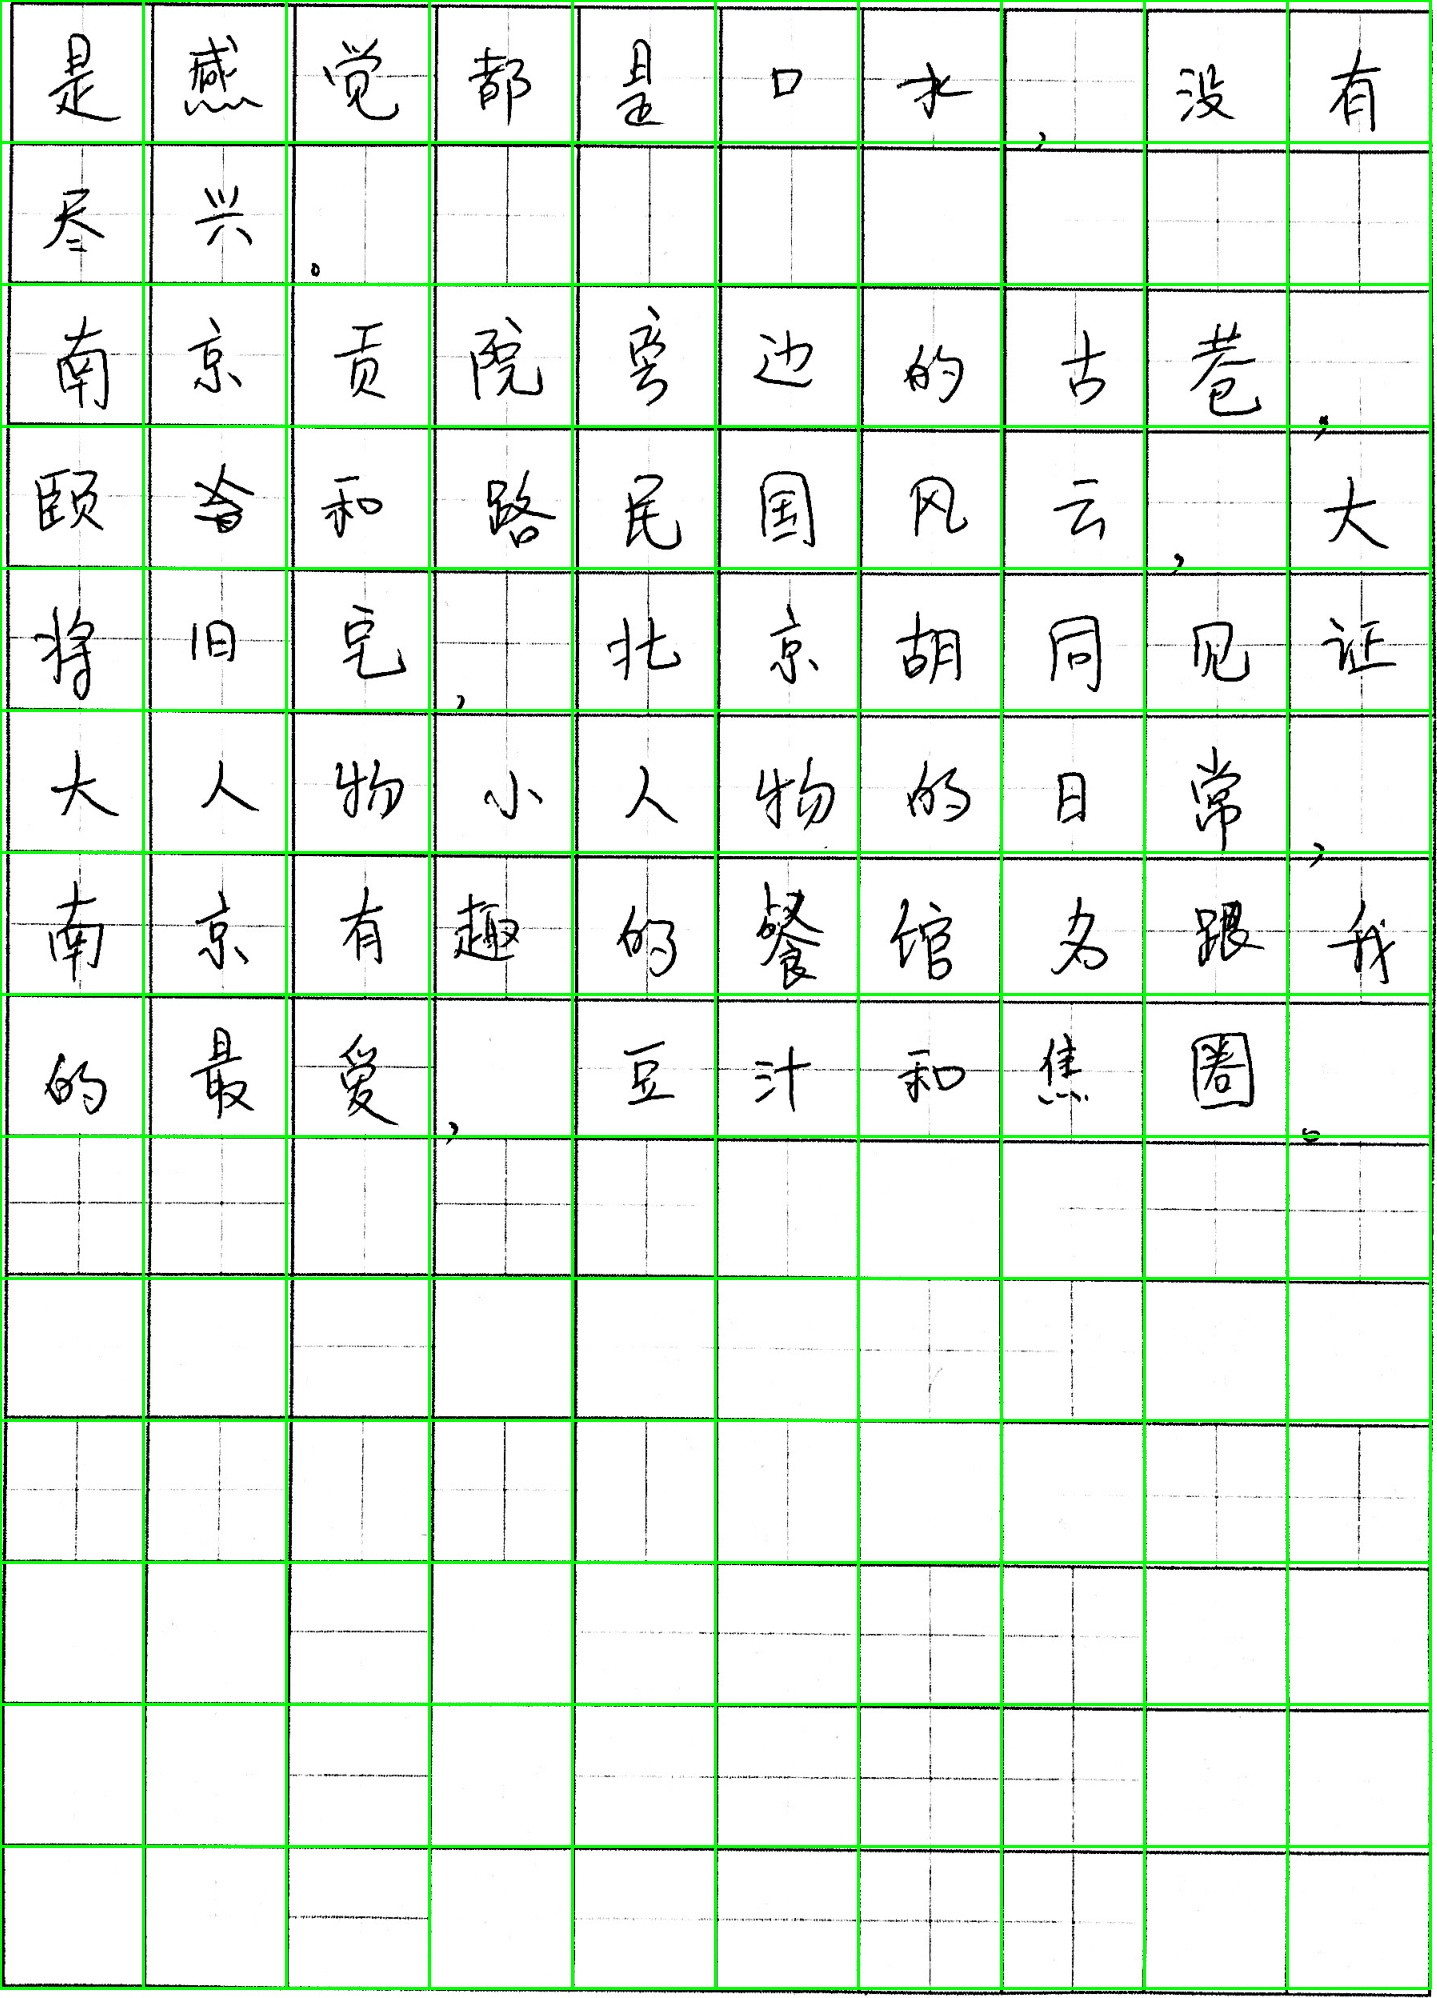 是感觉都是口水，没有
尽兴。
南京贡院旁边的古巷，
颐和路民国风云，大
将旧宅，北京胡同见证
大人物小人物的日常，
南京有趣的餐馆名跟我
的最爱，豆汁和焦圈。